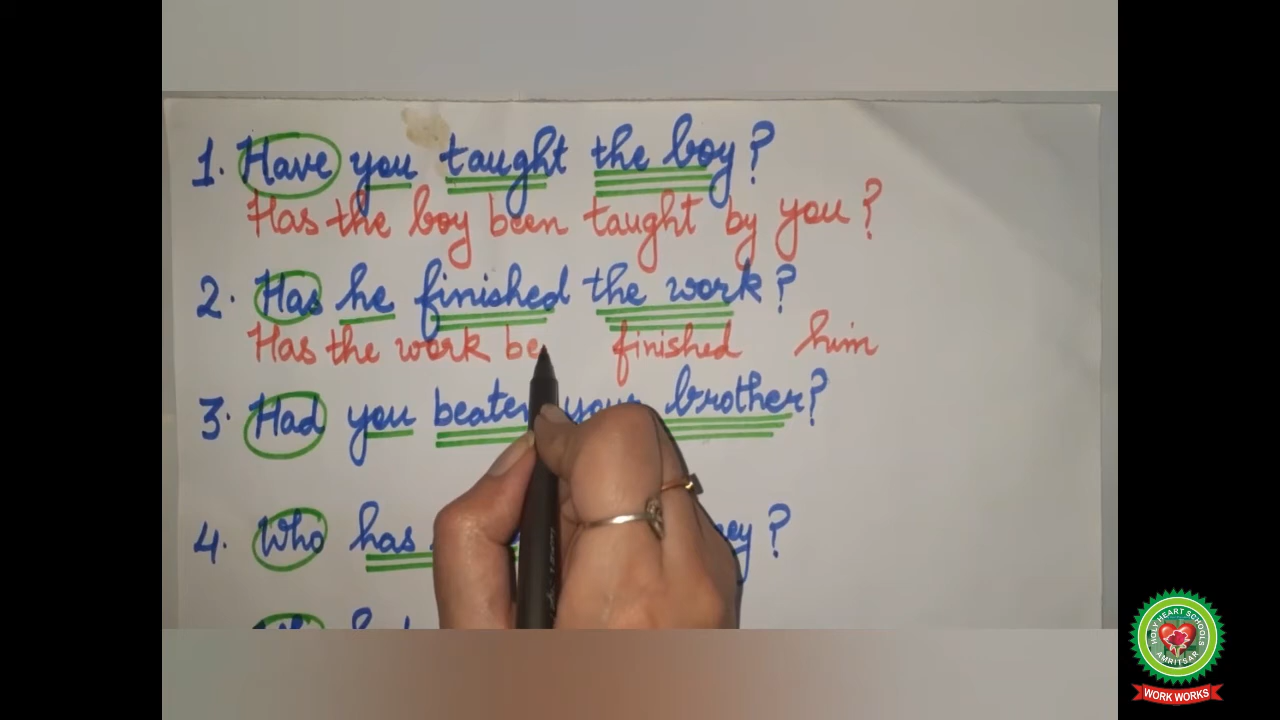 1. Have you taught the boy?
Has the boy been taught by you?
2. Has he finished the work?
Has the work be finished him
3. Had you beaten your brother?
4. Who has ?
HOLY HEART SCHOOLS
AMRITSAR
WORK WORKS